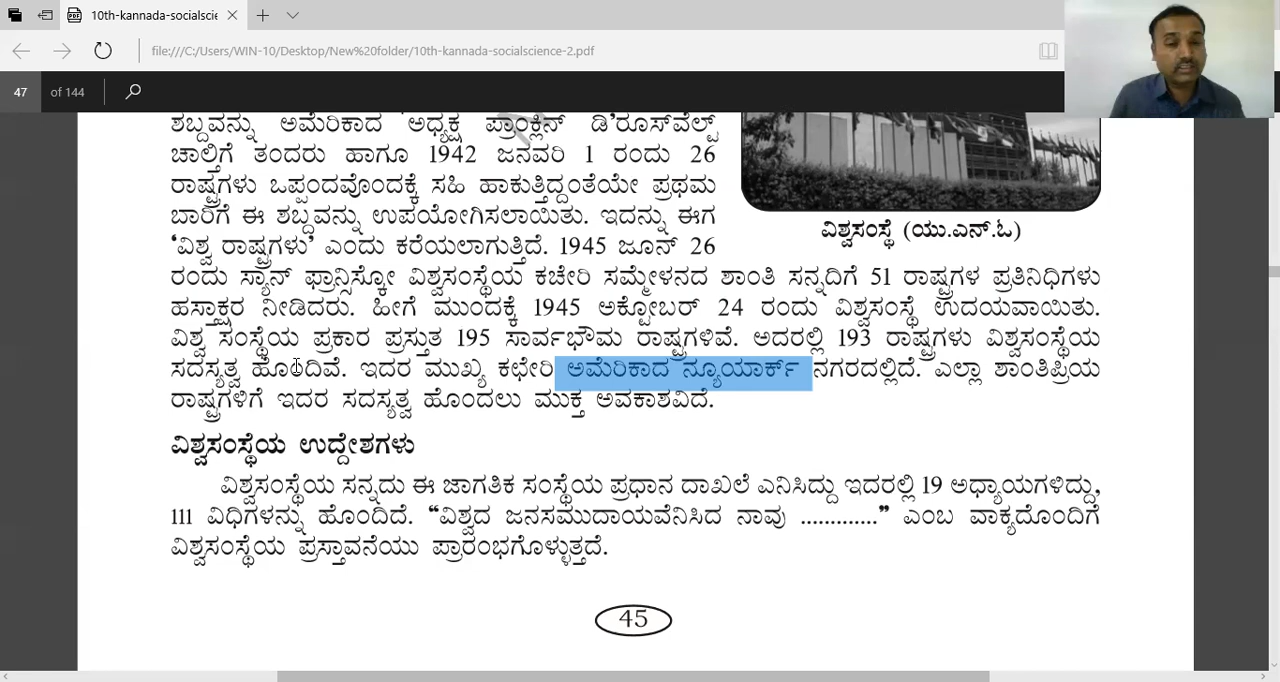 10th-kannada-socialscie
file:///C:/Users/WIN-10/Desktop/New%20folder/10th-kannada-socialscience-2.pdf
47 of 144
ಶಬ್ದವನ್ನು ಅಮೆರಿಕಾದ ಅಧ್ಯಕ್ಷ ಪ್ರಾಂಕ್ಲಿನ್ ಡಿ'ರೂಸ್‌ವೆಲ್ಟ್
ಚಾಲ್ತಿಗೆ ತಂದರು ಹಾಗೂ 1942 ಜನವರಿ 1 ರಂದು 26
ರಾಷ್ಟ್ರಗಳು ಒಪ್ಪಂದವೊಂದಕ್ಕೆ ಸಹಿ ಹಾಕುತ್ತಿದ್ದಂತೆಯೇ ಪ್ರಥಮ
ಬಾರಿಗೆ ಈ ಶಬ್ದವನ್ನು ಉಪಯೋಗಿಸಲಾಯಿತು. ಇದನ್ನು ಈಗ
‘ವಿಶ್ವ ರಾಷ್ಟ್ರಗಳು’ ಎಂದು ಕರೆಯಲಾಗುತ್ತಿದೆ. 1945 ಜೂನ್ 26
ವಿಶ್ವಸಂಸ್ಥೆ (ಯು.ಎನ್.ಓ)
ರಂದು ಸ್ಯಾನ್ ಫ್ರಾನ್ಸಿಸ್ಕೋ ವಿಶ್ವಸಂಸ್ಥೆಯ ಕಚೇರಿ ಸಮ್ಮೇಳನದ ಶಾಂತಿ ಸನ್ನದಿಗೆ 51 ರಾಷ್ಟ್ರಗಳ ಪ್ರತಿನಿಧಿಗಳು
ಹಸ್ತಾಕ್ಷರ ನೀಡಿದರು. ಹೀಗೆ ಮುಂದಕ್ಕೆ 1945 ಅಕ್ಟೋಬರ್ 24 ರಂದು ವಿಶ್ವಸಂಸ್ಥೆ ಉದಯವಾಯಿತು.
ವಿಶ್ವ ಸಂಸ್ಥೆಯ ಪ್ರಕಾರ ಪ್ರಸ್ತುತ 195 ಸಾರ್ವಭೌಮ ರಾಷ್ಟ್ರಗಳಿವೆ. ಅದರಲ್ಲಿ 193 ರಾಷ್ಟ್ರಗಳು ವಿಶ್ವಸಂಸ್ಥೆಯ
ಸದಸ್ಯತ್ವ ಹೊಂದಿವೆ. ಇದರ ಮುಖ್ಯ ಕಛೇರಿ ಅಮೆರಿಕಾದ ನ್ಯೂಯಾರ್ಕ್ ನಗರದಲ್ಲಿದೆ. ಎಲ್ಲಾ ಶಾಂತಿಪ್ರಿಯ
ರಾಷ್ಟ್ರಗಳಿಗೆ ಇದರ ಸದಸ್ಯತ್ವ ಹೊಂದಲು ಮುಕ್ತ ಅವಕಾಶವಿದೆ.
ವಿಶ್ವಸಂಸ್ಥೆಯ ಉದ್ದೇಶಗಳು
ವಿಶ್ವಸಂಸ್ಥೆಯ ಸನ್ನದು ಈ ಜಾಗತಿಕ ಸಂಸ್ಥೆಯ ಪ್ರಧಾನ ದಾಖಲೆ ಎನಿಸಿದ್ದು ಇದರಲ್ಲಿ 19 ಅಧ್ಯಾಯಗಳಿದ್ದು,
111 ವಿಧಿಗಳನ್ನು ಹೊಂದಿದೆ. “ವಿಶ್ವದ ಜನಸಮುದಾಯವೆನಿಸಿದ ನಾವು .............” ಎಂಬ ವಾಕ್ಯದೊಂದಿಗೆ
ವಿಶ್ವಸಂಸ್ಥೆಯ ಪ್ರಸ್ತಾವನೆಯು ಪ್ರಾರಂಭಗೊಳ್ಳುತ್ತದೆ.
45